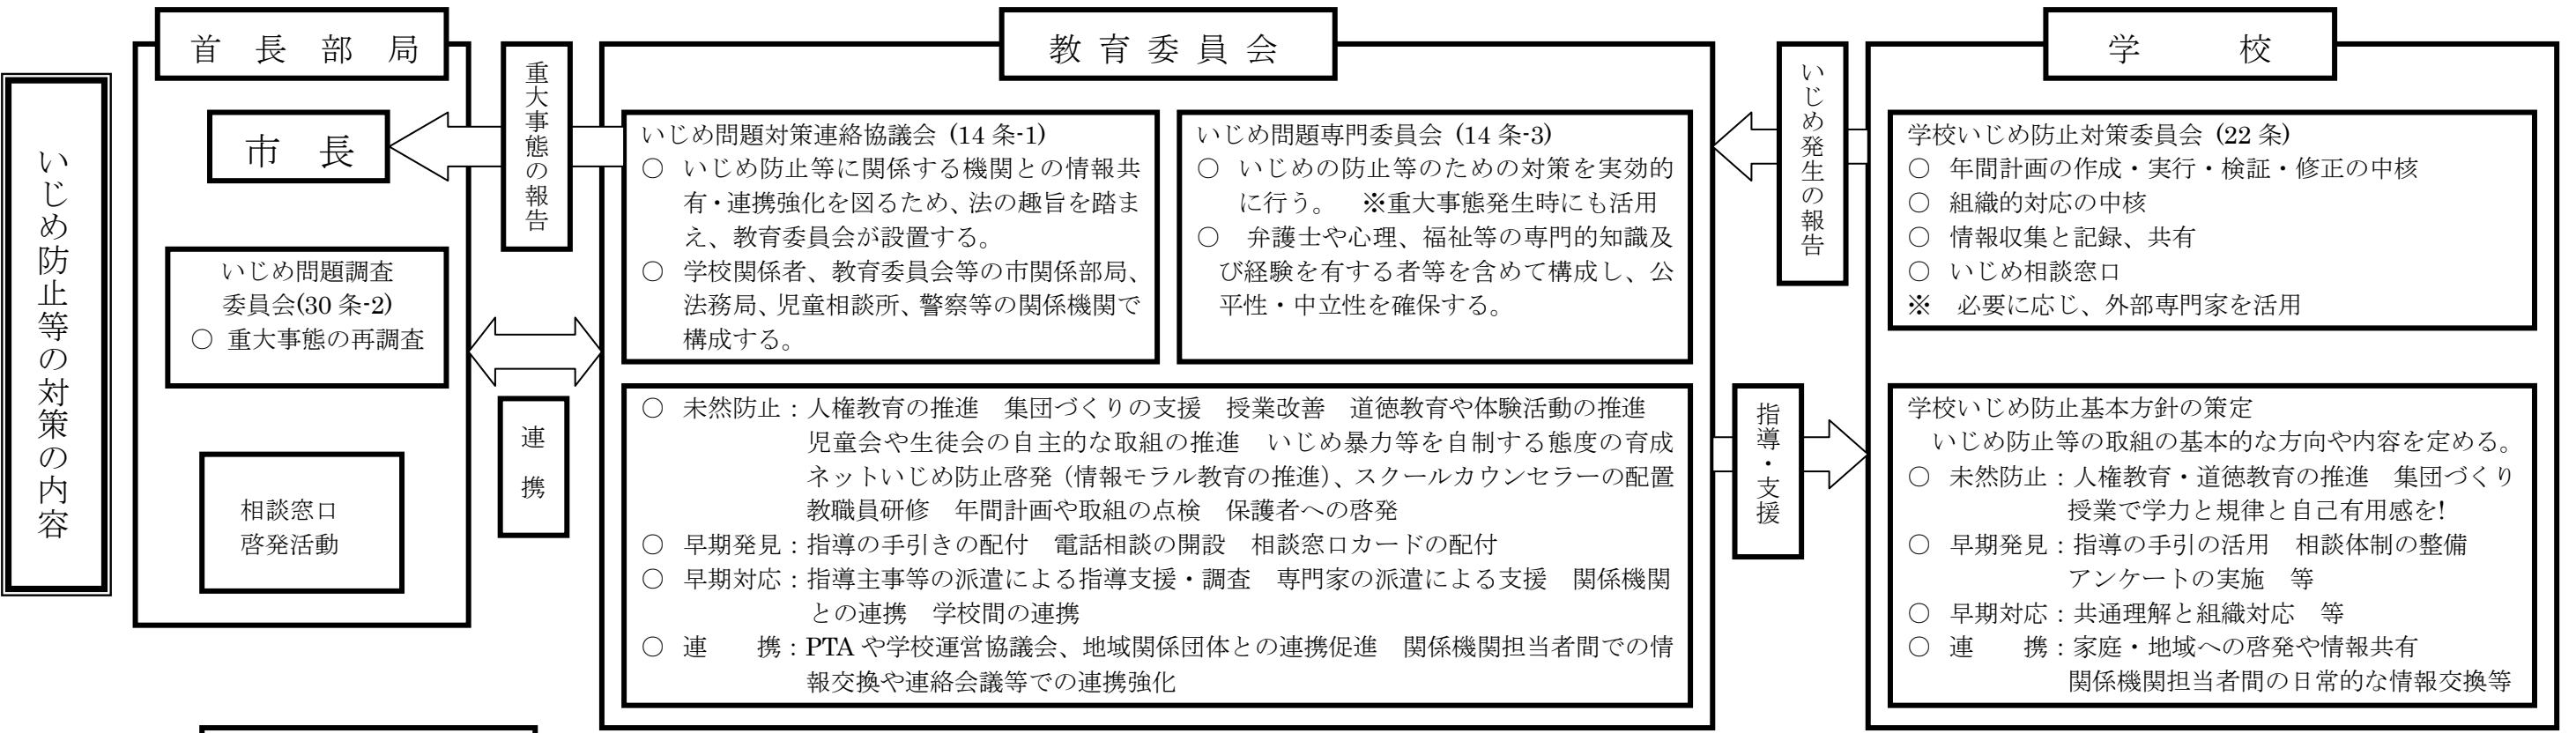 いじめ防止等の対策の内容
首長部局
市長
いじめ問題調査
委員会(30条-2)
○ 重大事態の再調査
相談窓口
啓発活動
重大事態の報告
連携
教育委員会
いじめ問題対策連絡協議会 (14条-1)
○ いじめ防止等に関係する機関との情報共
有・連携強化を図るため、法の趣旨を踏ま
え、教育委員会が設置する。
○ 学校関係者、教育委員会等の市関係部局、
法務局、児童相談所、警察等の関係機関で
構成する。
いじめ問題専門委員会 (14条-3)
○ いじめの防止等のための対策を実効的
に行う。 ※重大事態発生時にも活用
○ 弁護士や心理、福祉等の専門的知識及
び経験を有する者等を含めて構成し、公
平性・中立性を確保する。
○ 未然防止：人権教育の推進 集団づくりの支援 授業改善 道徳教育や体験活動の推進
児童会や生徒会の自主的な取組の推進 いじめ暴力等を自制する態度の育成
ネットいじめ防止啓発（情報モラル教育の推進）、スクールカウンセラーの配置
教職員研修 年間計画や取組の点検 保護者への啓発
○ 早期発見：指導の手引きの配付 電話相談の開設 相談窓口カードの配付
○ 早期対応：指導主事等の派遣による指導支援・調査 専門家の派遣による支援 関係機関
との連携 学校間の連携
○ 連　携：PTAや学校運営協議会、地域関係団体との連携促進 関係機関担当者間での情
報交換や連絡会議等での連携強化
いじめ発生の報告
指導・支援
学校
学校いじめ防止対策委員会 (22条)
○ 年間計画の作成・実行・検証・修正の中核
○ 組織的対応の中核
○ 情報収集と記録、共有
○ いじめ相談窓口
※ 必要に応じ、外部専門家を活用
学校いじめ防止基本方針の策定
いじめ防止等の取組の基本的な方向や内容を定める。
○ 未然防止：人権教育・道徳教育の推進 集団づくり
授業で学力と規律と自己有用感を!
○ 早期発見：指導の手引の活用 相談体制の整備
アンケートの実施 等
○ 早期対応：共通理解と組織対応 等
○ 連　携：家庭・地域への啓発や情報共有
関係機関担当者間の日常的な情報交換等